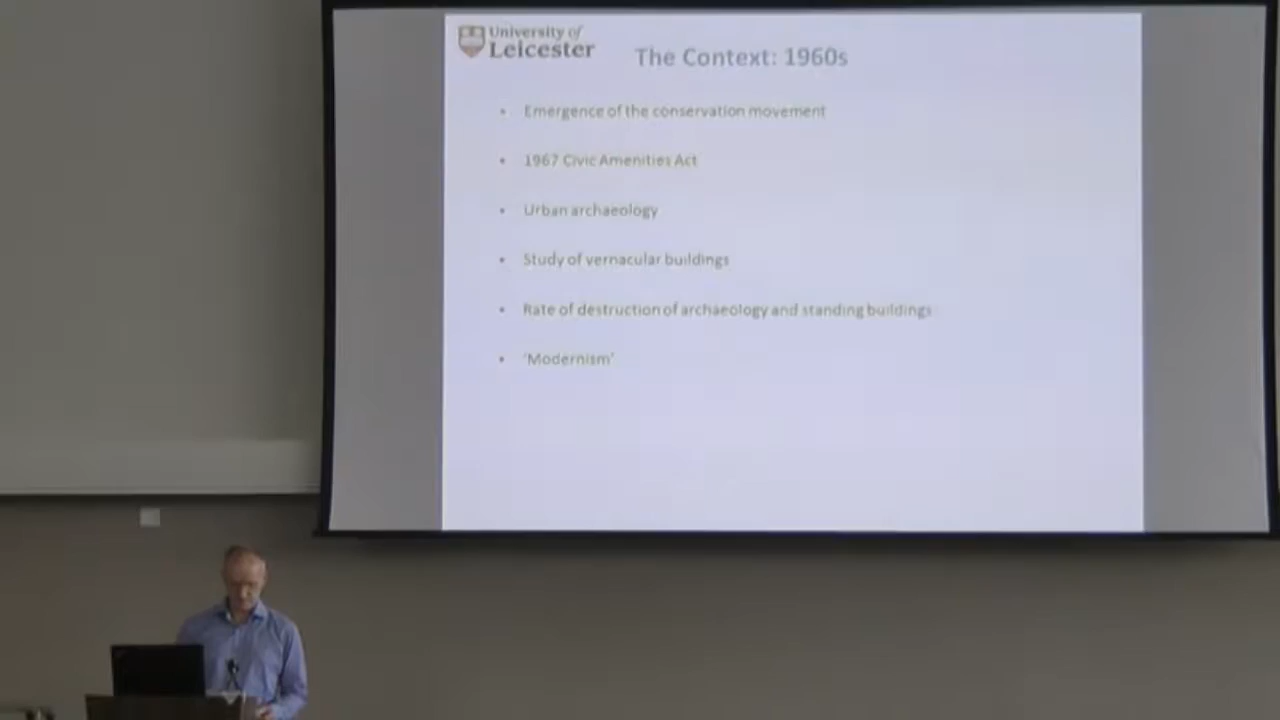 University of
Leicester
The Context: 1960s
• Emergence of the conservation movement
• 1967 Civic Amenities Act
• Urban archaeology
• Study of vernacular buildings
• Rate of destruction of archaeology and standing buildings
• ‘Modernism’